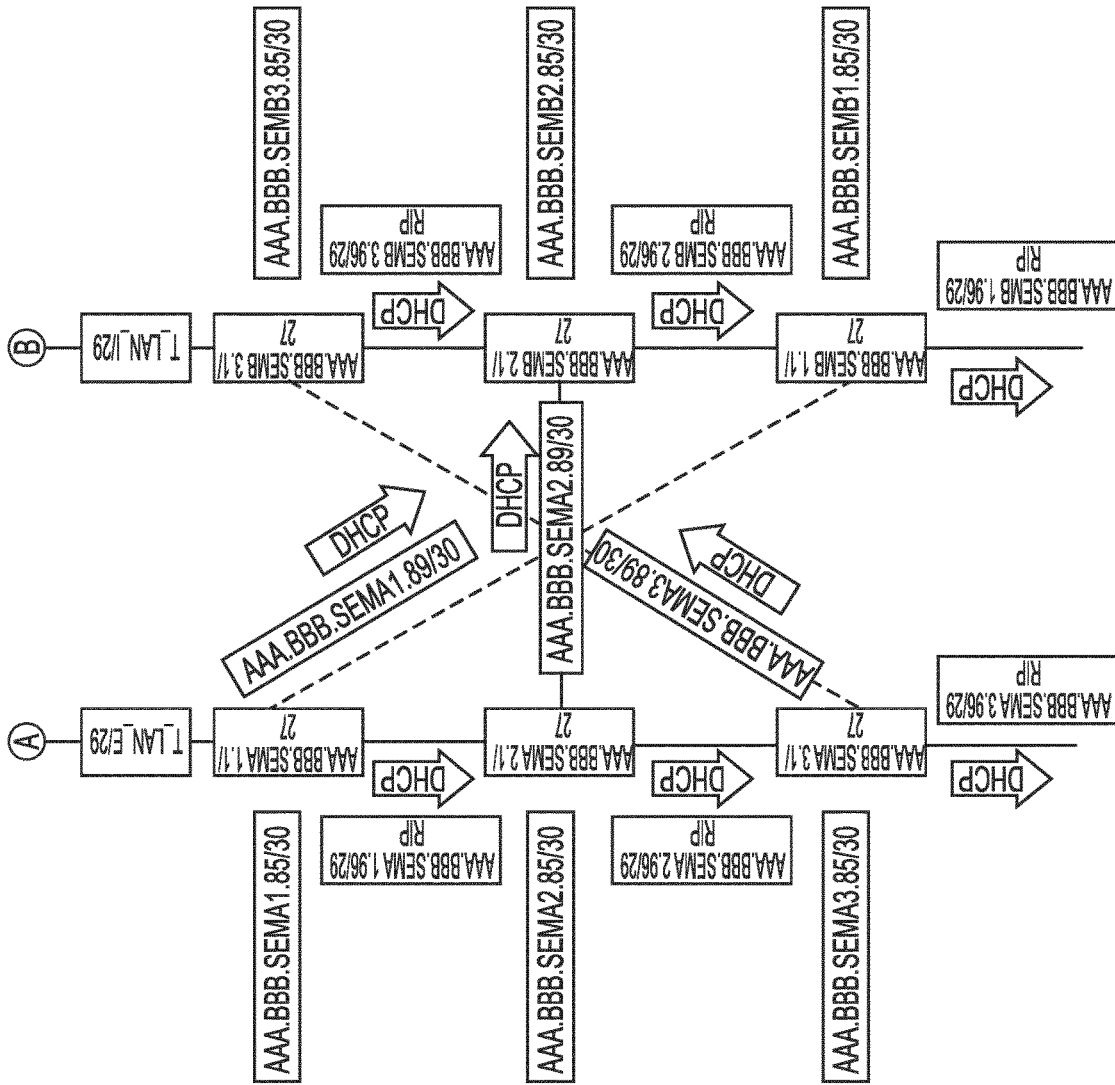 A
B
T_LAN_E/29
T_LAN_I/29
AAA.BBB.SEMA1.85/30
AAA.BBB.SEMA 1.1/
27
AAA.BBB.SEMB 3.1/
27
AAA.BBB.SEMB3.85/30
AAA.BBB.SEMA 1.96/29
RIP
DHCP
AAA.BBB.SEMA1.89/30
DHCP
DHCP
AAA.BBB.SEMB 3.96/29
RIP
AAA.BBB.SEMA2.85/30
AAA.BBB.SEMA 2.1/
27
AAA.BBB.SEMA2.89/30
DHCP
AAA.BBB.SEMB 2.1/
27
AAA.BBB.SEMB2.85/30
AAA.BBB.SEMA 2.96/29
RIP
DHCP
AAA.BBB.SEMA3.89/30
DHCP
DHCP
AAA.BBB.SEMB 2.96/29
RIP
AAA.BBB.SEMA3.85/30
AAA.BBB.SEMA 3.1/
27
AAA.BBB.SEMB 1.1/
27
AAA.BBB.SEMB1.85/30
DHCP
AAA.BBB.SEMA 3.96/29
RIP
DHCP
AAA.BBB.SEMB 1.96/29
RIP